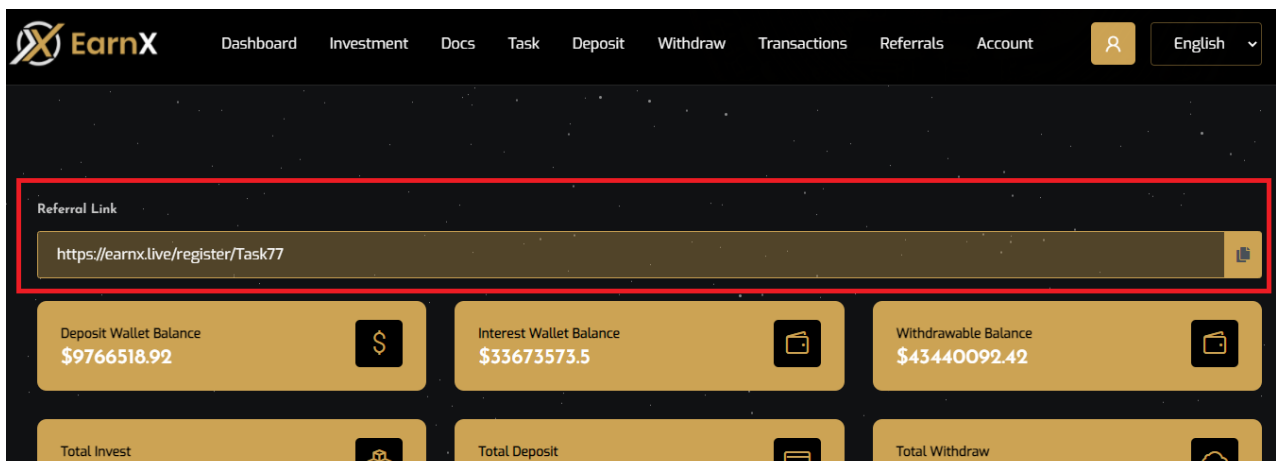 EarnX Dashboard Investment Docs Task Deposit Withdraw Transactions Referrals Account English
Referral Link
https://earnx.live/register/Task77
Deposit Wallet Balance Interest Wallet Balance Withdrawable Balance
$9766518.92 $33673573.5 $43440092.42
Total Invest Total Deposit Total Withdraw